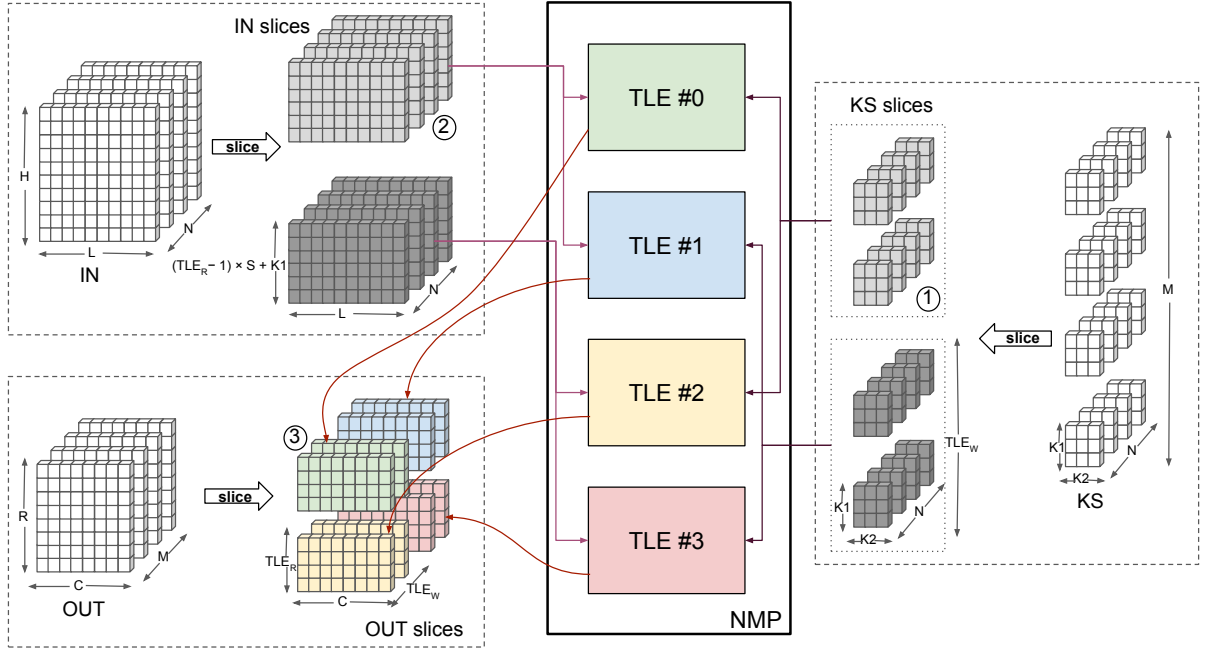 IN slices
②
slice
H
N
L
IN
(TLE_R − 1) × S + K1
N
L
③
slice
R
M
C
OUT
TLE_R
TLE_W
C
OUT slices
TLE #0
TLE #1
TLE #2
TLE #3
NMP
KS slices
①
slice
M
TLE_W
K1
K2
N
K1
K2
N
KS